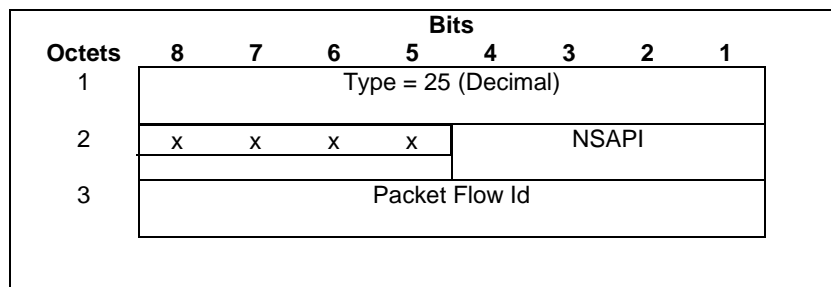 Bits
Octets 8 7 6 5 4 3 2 1
1 Type = 25 (Decimal)
2 x x x x NSAPI
3 Packet Flow Id